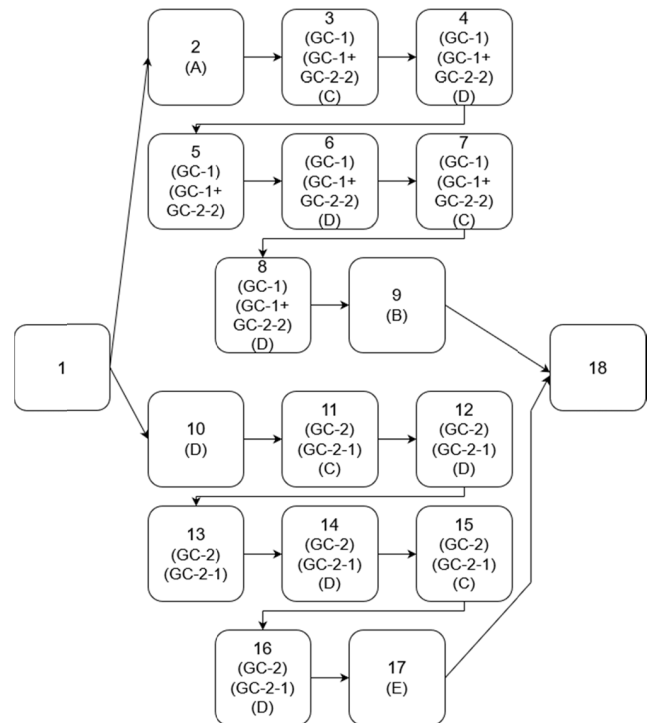 2
(A)
3
(GC-1)
(GC-1+
GC-2-2)
(C)
4
(GC-1)
(GC-1+
GC-2-2)
(D)
5
(GC-1)
(GC-1+
GC-2-2)
6
(GC-1)
(GC-1+
GC-2-2)
(D)
7
(GC-1)
(GC-1+
GC-2-2)
(C)
8
(GC-1)
(GC-1+
GC-2-2)
(D)
9
(B)
1
18
10
(D)
11
(GC-2)
(GC-2-1)
(C)
12
(GC-2)
(GC-2-1)
(D)
13
(GC-2)
(GC-2-1)
14
(GC-2)
(GC-2-1)
(D)
15
(GC-2)
(GC-2-1)
(C)
16
(GC-2)
(GC-2-1)
(D)
17
(E)